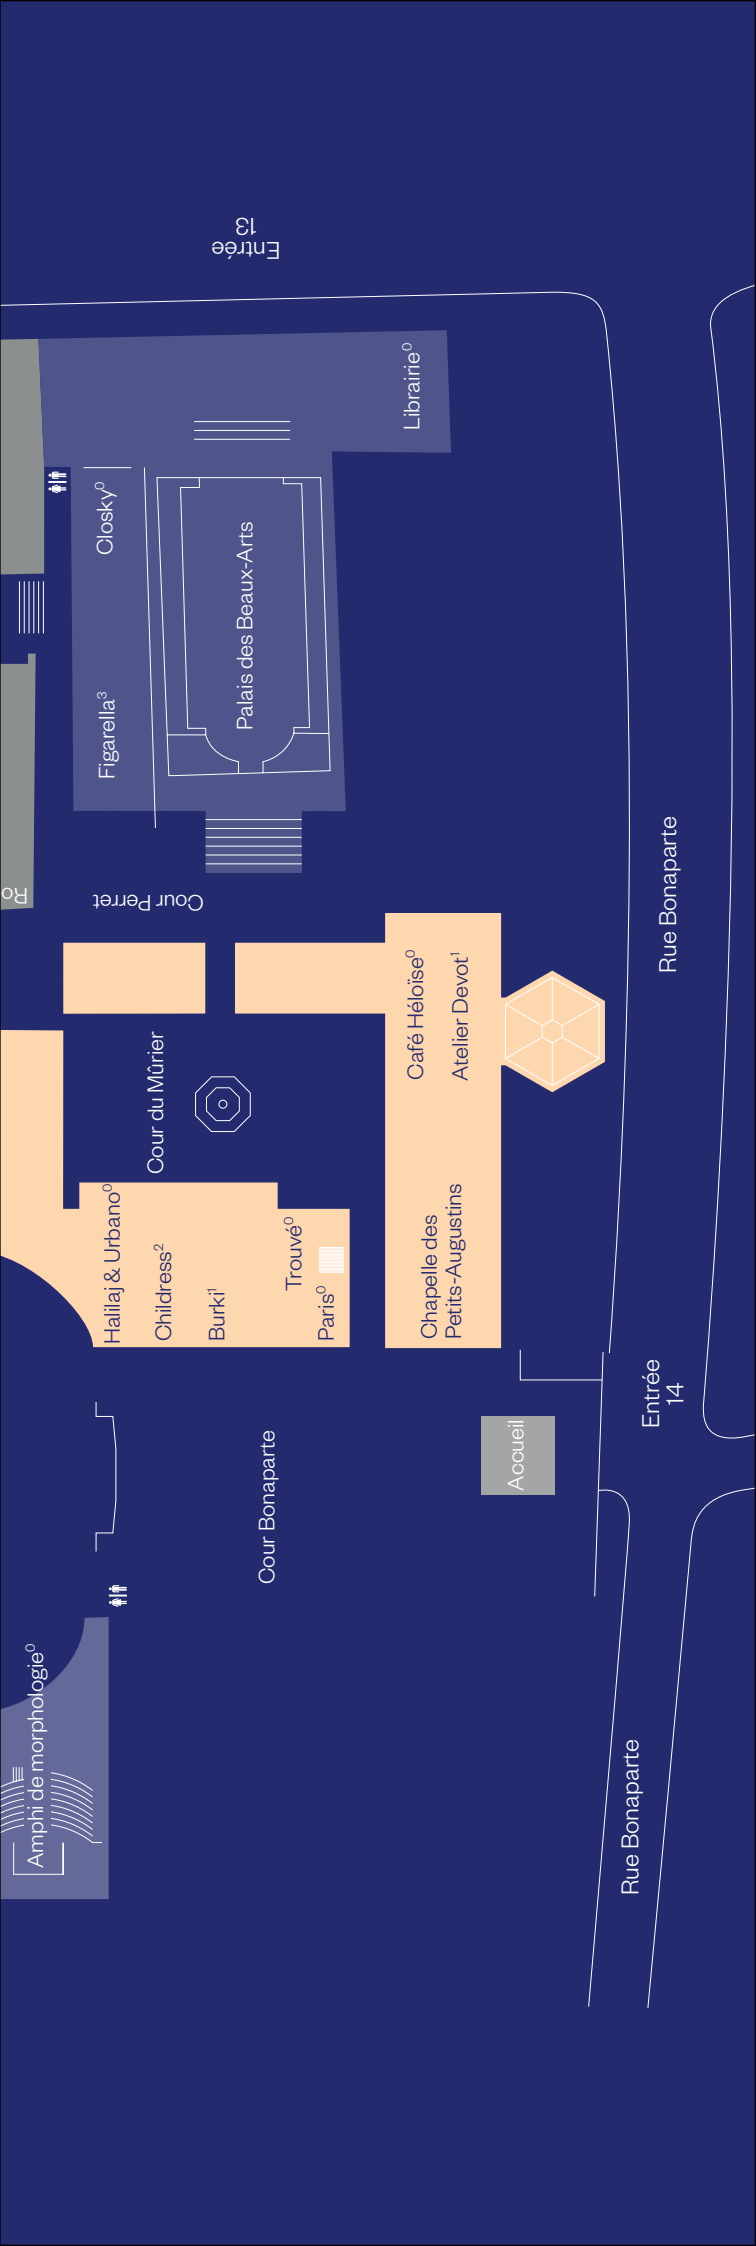 Entrée
13
Librairie⁰
Closky⁰
Palais des Beaux-Arts
Figarella³
Rue Bonaparte
Ro
Cour Perret
Café Héloïse⁰
Atelier Devot¹
Cour du Mûrier
Halilaj & Urbano⁰
Childress²
Burki¹
Trouvé⁰
Paris⁰
Chapelle des
Petits-Augustins
Entrée
14
Accueil
Cour Bonaparte
Amphi de morphologie⁰
Rue Bonaparte